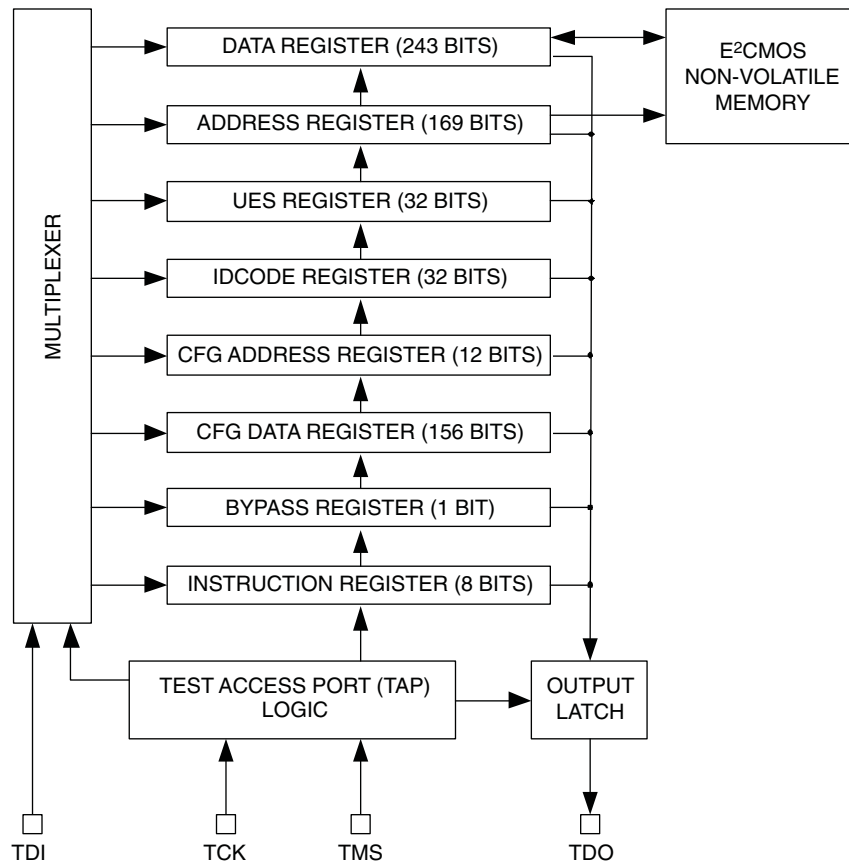 DATA REGISTER (243 BITS)
E²CMOS
NON-VOLATILE
MEMORY
ADDRESS REGISTER (169 BITS)
UES REGISTER (32 BITS)
MULTIPLEXER
IDCODE REGISTER (32 BITS)
CFG ADDRESS REGISTER (12 BITS)
CFG DATA REGISTER (156 BITS)
BYPASS REGISTER (1 BIT)
INSTRUCTION REGISTER (8 BITS)
TEST ACCESS PORT (TAP)
LOGIC
OUTPUT
LATCH
TDI
TCK
TMS
TDO